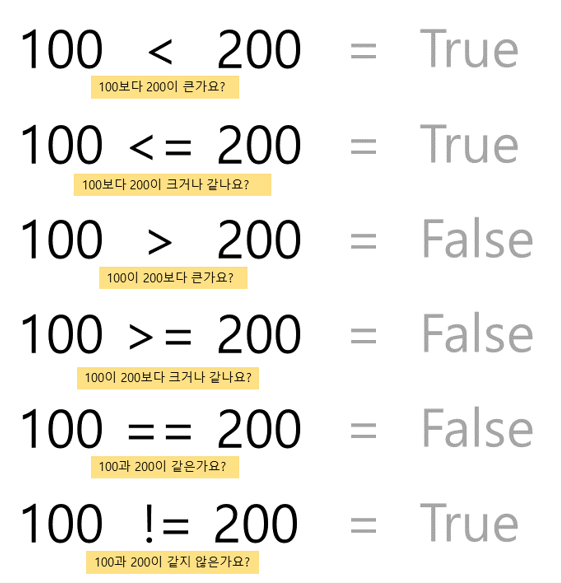 100 < 200 = True
100보다 200이 큰가요?
100 <= 200 = True
100보다 200이 크거나 같나요?
100 > 200 = False
100이 200보다 큰가요?
100 >= 200 = False
100이 200보다 크거나 같나요?
100 == 200 = False
100과 200이 같은가요?
100 != 200 = True
100과 200이 같지 않은가요?